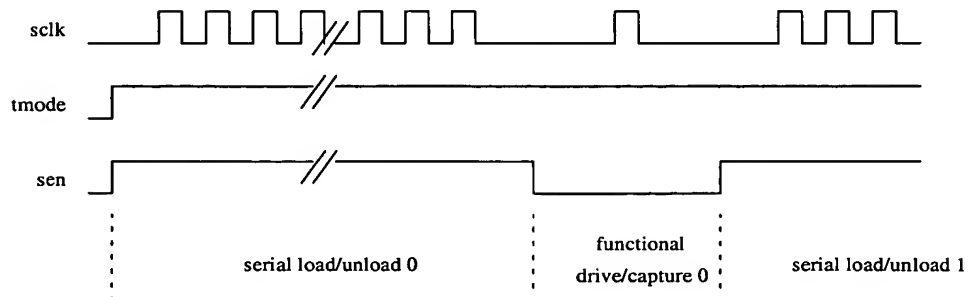 sclk
tmode
sen
serial load/unload 0
functional
drive/capture 0
serial load/unload 1